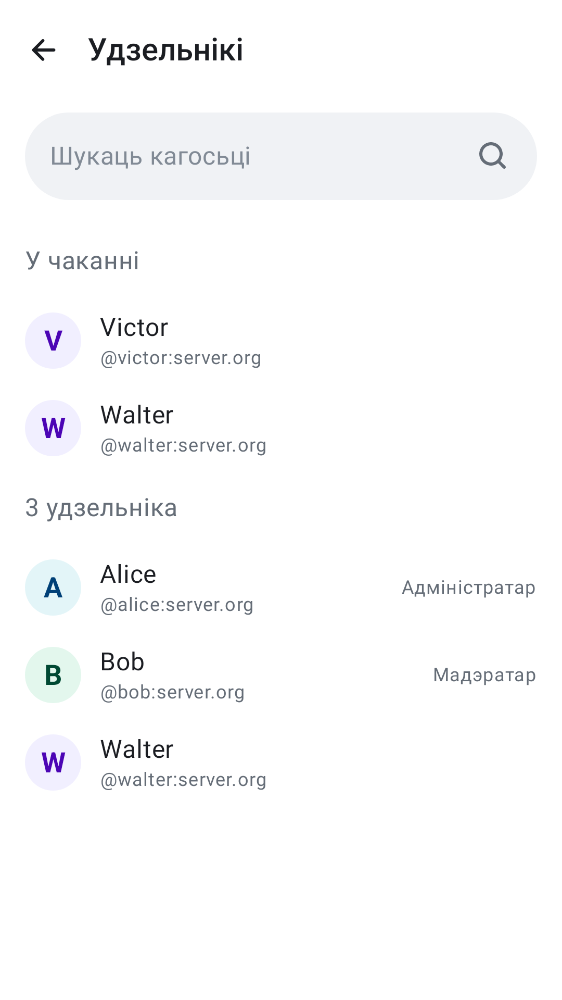 Удзельнікі
Шукаць кагосьці
У чаканні
V
Victor
@victor:server.org
W
Walter
@walter:server.org
3 удзельніка
A
Alice
@alice:server.org
Адміністратар
B
Bob
@bob:server.org
Мадэратар
W
Walter
@walter:server.org